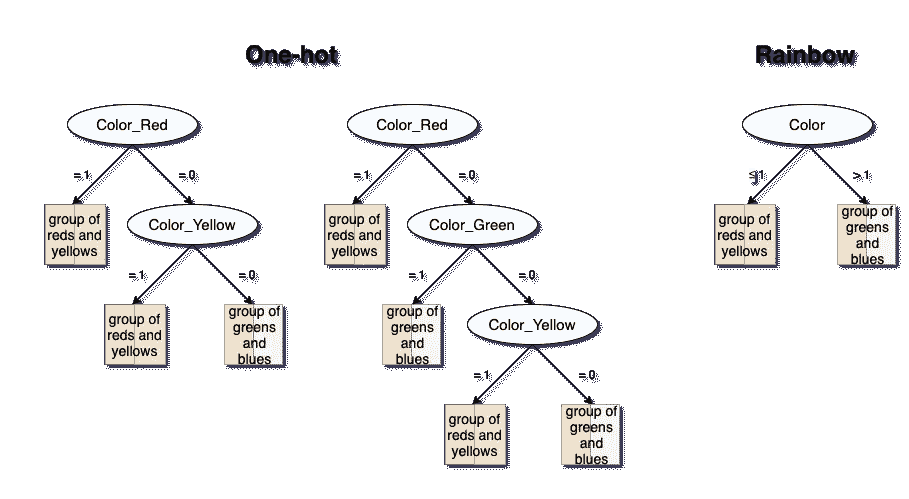 One-hot
Rainbow
Color_Red
=1
=0
group of
reds and
yellows
Color_Yellow
=1
=0
group of
reds and
yellows
group of
greens
and
blues
Color_Red
=1
=0
group of
reds and
yellows
Color_Green
=1
=0
group of
greens
and
blues
Color_Yellow
=1
=0
group of
reds and
yellows
group of
greens
and
blues
Color
≤1
>1
group of
reds and
yellows
group of
greens
and
blues